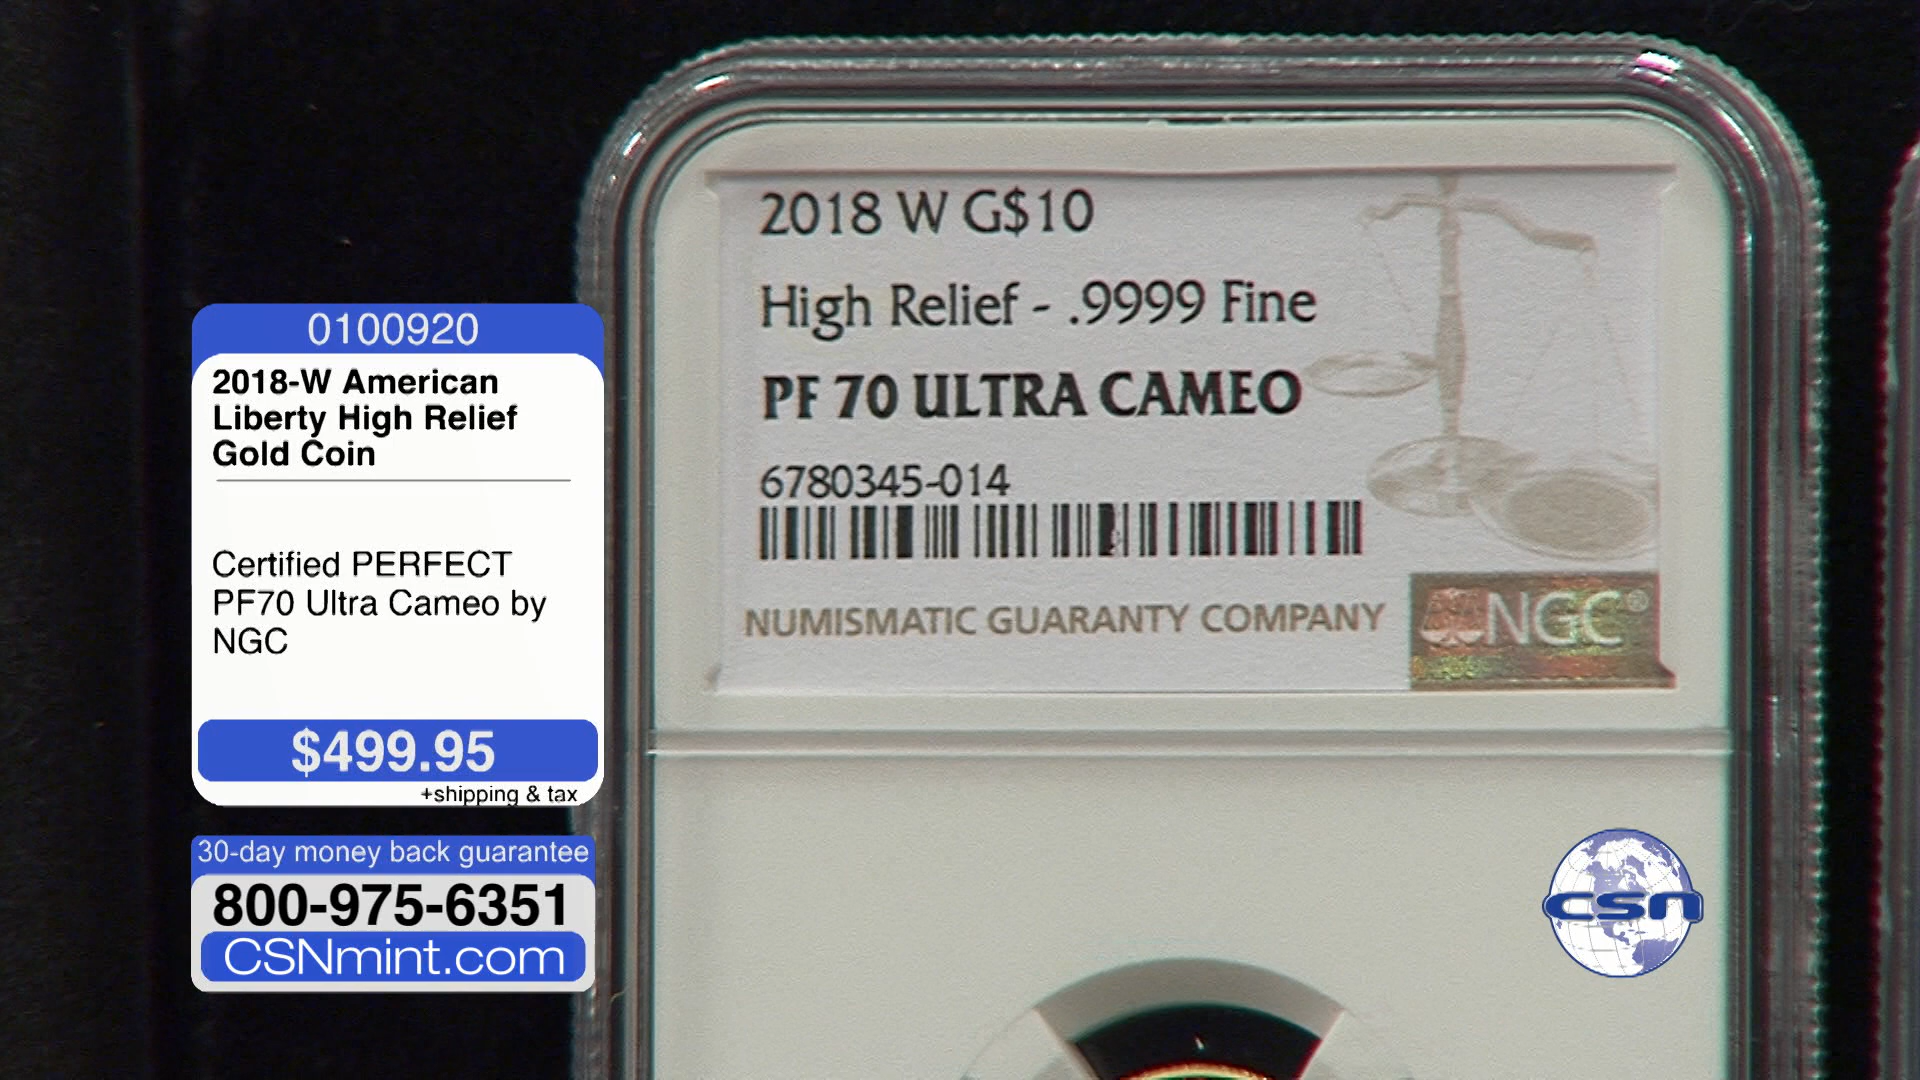 2018 W G$10
High Relief - .9999 Fine
PF 70 ULTRA CAMEO
6780345-014
NUMISMATIC GUARANTY COMPANY
NGC®
0100920
2018-W American
Liberty High Relief
Gold Coin
Certified PERFECT
PF70 Ultra Cameo by
NGC
$499.95
+shipping & tax
30-day money back guarantee
800-975-6351
CSNmint.com
csn